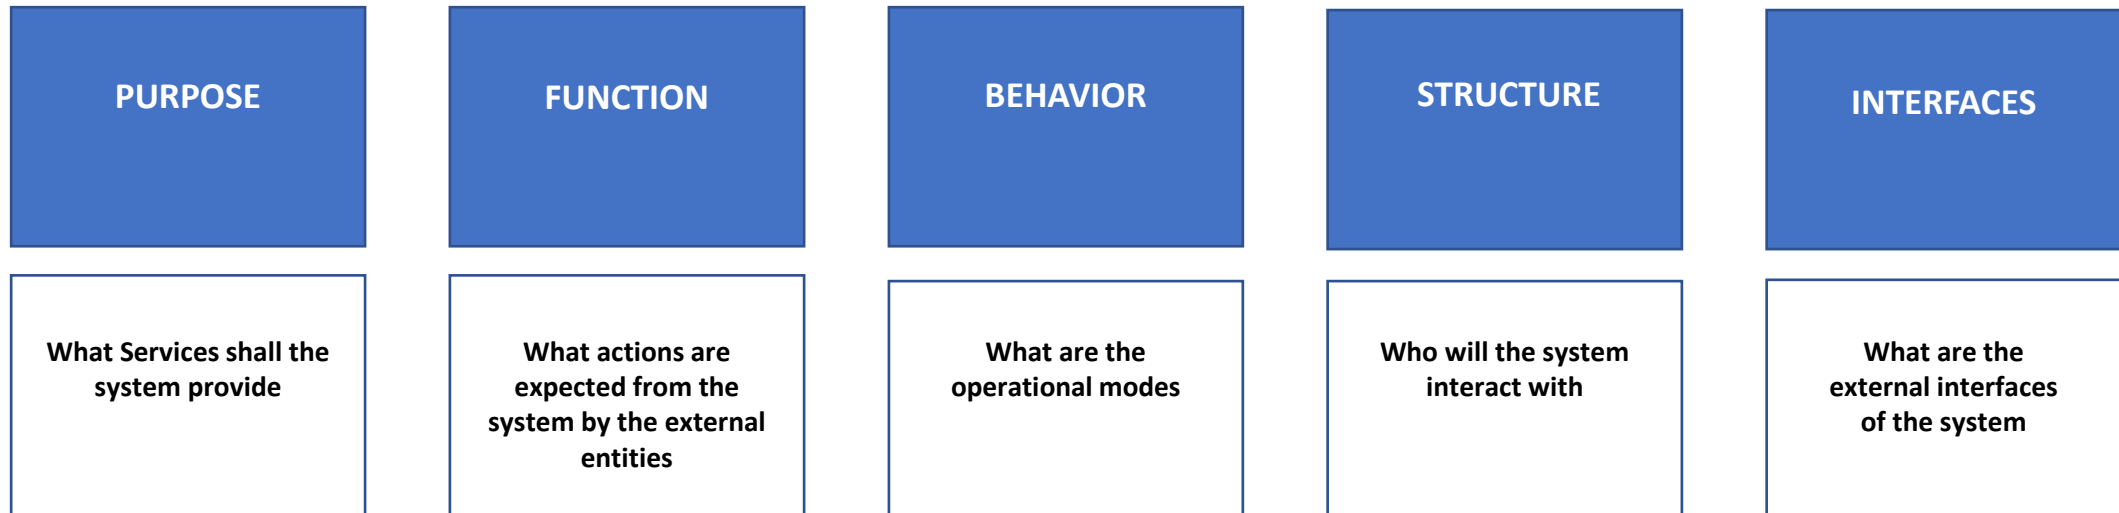 PURPOSE
FUNCTION
BEHAVIOR
STRUCTURE
INTERFACES
What Services shall the
system provide
What actions are
expected from the
system by the external
entities
What are the
operational modes
Who will the system
interact with
What are the
external interfaces
of the system